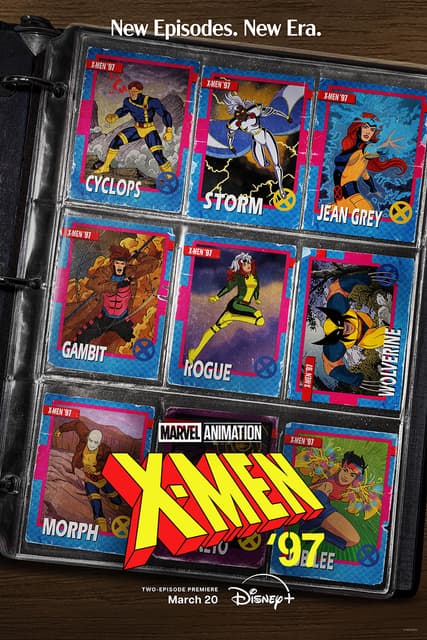 New Episodes. New Era.
X-MEN '97
CYCLOPS
X-MEN '97
STORM
X-MEN '97
JEAN GREY
X-MEN '97
GAMBIT
X-MEN '97
ROGUE
X-MEN '97
WOLVERINE
X-MEN '97
MORPH
X-MEN '97
MARVEL ANIMATION
X-MEN
'97
TWO-EPISODE PREMIERE
March 20
Disney+